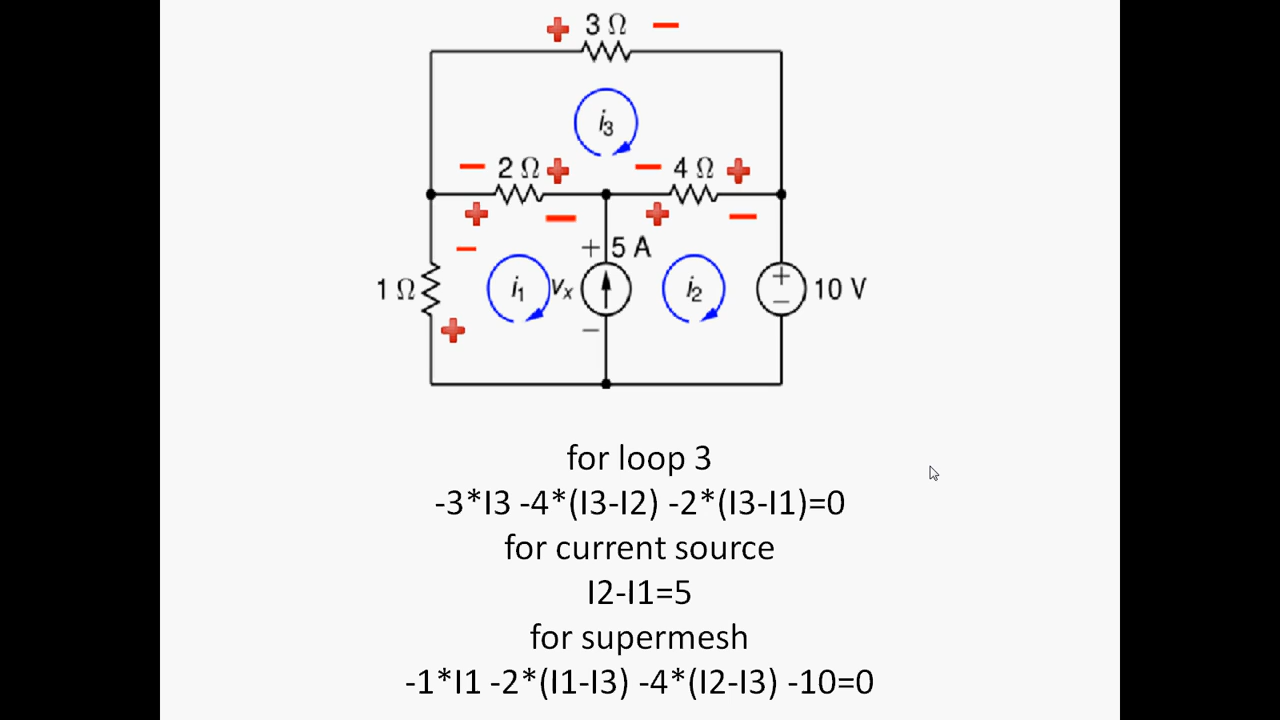 + 3 Ω −
i3
− 2 Ω + − 4 Ω +
+ − + −
− + 5 A
1 Ω i1 vx i2 + − 10 V
+ −
for loop 3
-3*I3 -4*(I3-I2) -2*(I3-I1)=0
for current source
I2-I1=5
for supermesh
-1*I1 -2*(I1-I3) -4*(I2-I3) -10=0